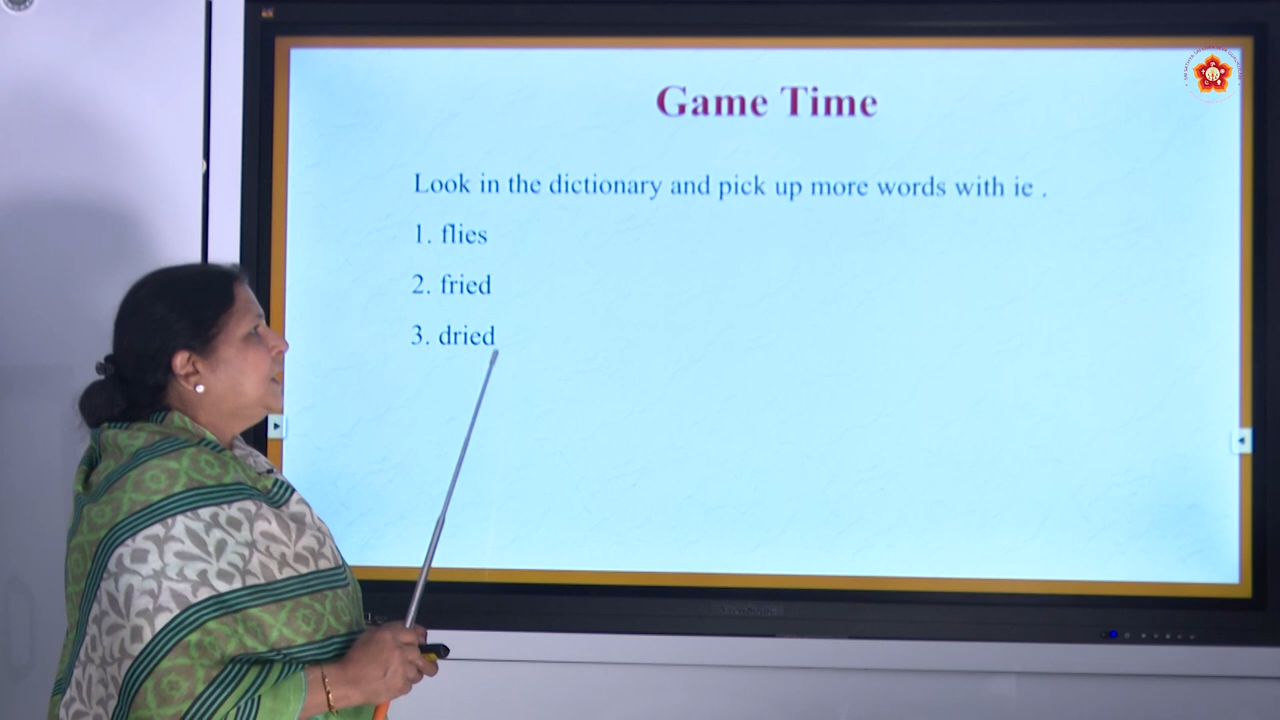 Game Time
Look in the dictionary and pick up more words with ie .
1. flies
2. fried
3. dried